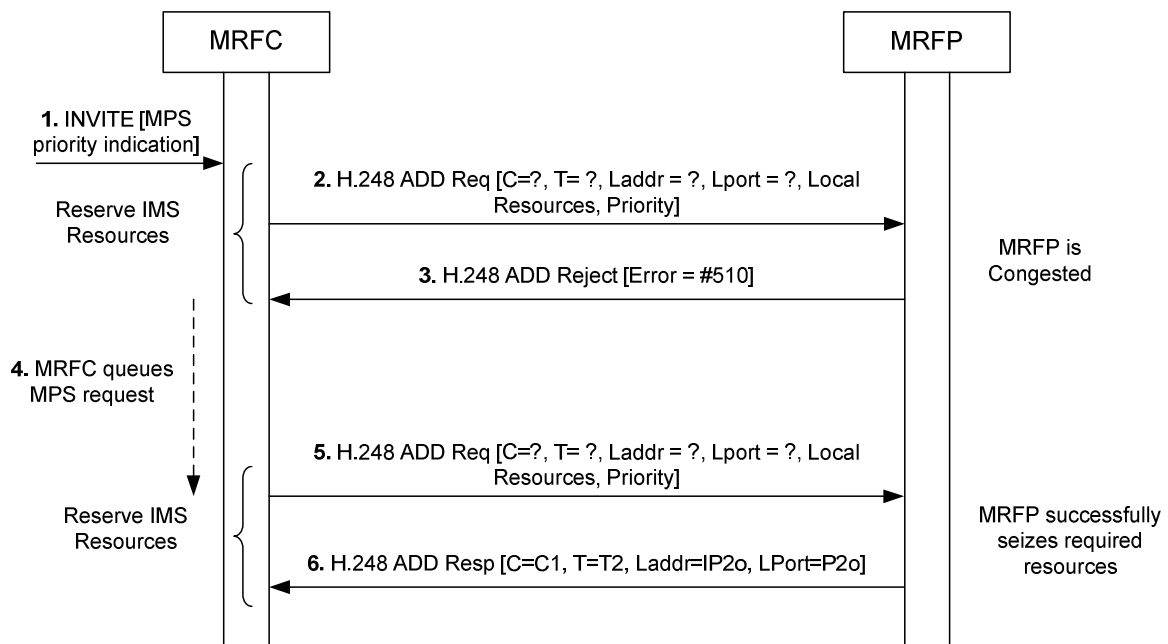 MRFC
MRFP
1. INVITE [MPS
priority indication]
2. H.248 ADD Req [C=?, T= ?, Laddr = ?, Lport = ?, Local
Resources, Priority]
Reserve IMS
Resources
MRFP is
Congested
3. H.248 ADD Reject [Error = #510]
4. MRFC queues
MPS request
5. H.248 ADD Req [C=?, T= ?, Laddr = ?, Lport = ?, Local
Resources, Priority]
Reserve IMS
Resources
MRFP successfully
seizes required
resources
6. H.248 ADD Resp [C=C1, T=T2, Laddr=IP2o, LPort=P2o]